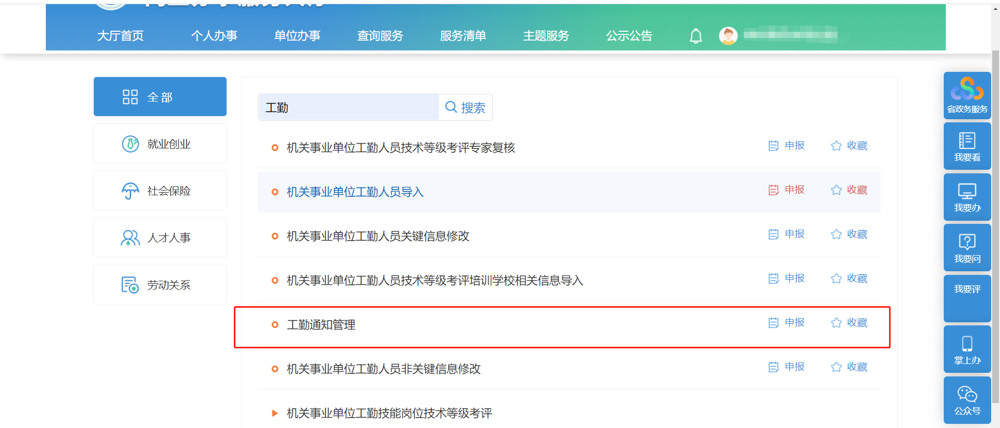 大厅首页 个人办事 单位办事 查询服务 服务清单 主题服务 公示公告
全部
就业创业
社会保险
人才人事
劳动关系
工勤 搜索
机关事业单位工勤人员技术等级考评专家复核 申报 收藏
机关事业单位工勤人员导入 申报 收藏
机关事业单位工勤人员关键信息修改 申报 收藏
机关事业单位工勤人员技术等级考评培训学校相关信息导入 申报 收藏
工勤通知管理 申报 收藏
机关事业单位工勤人员非关键信息修改 申报 收藏
机关事业单位工勤技能岗位技术等级考评
省政务服务
我要看
我要办
我要问
我要评
掌上办
公众号